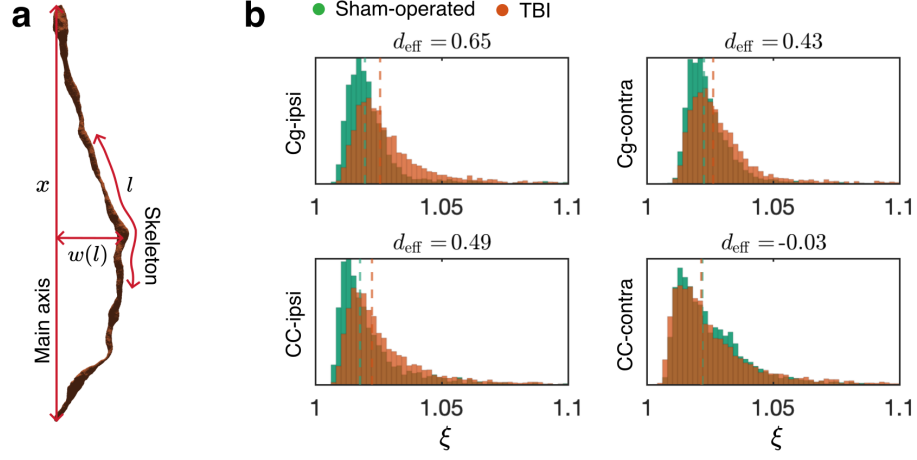 a
x
l
w(l)
Skeleton
Main axis
b
Sham-operated
TBI
d_eff = 0.65
Cg-ipsi
1
1.05
1.1
d_eff = 0.43
Cg-contra
1
1.05
1.1
d_eff = 0.49
CC-ipsi
1
1.05
1.1
ξ
d_eff = -0.03
CC-contra
1
1.05
1.1
ξ